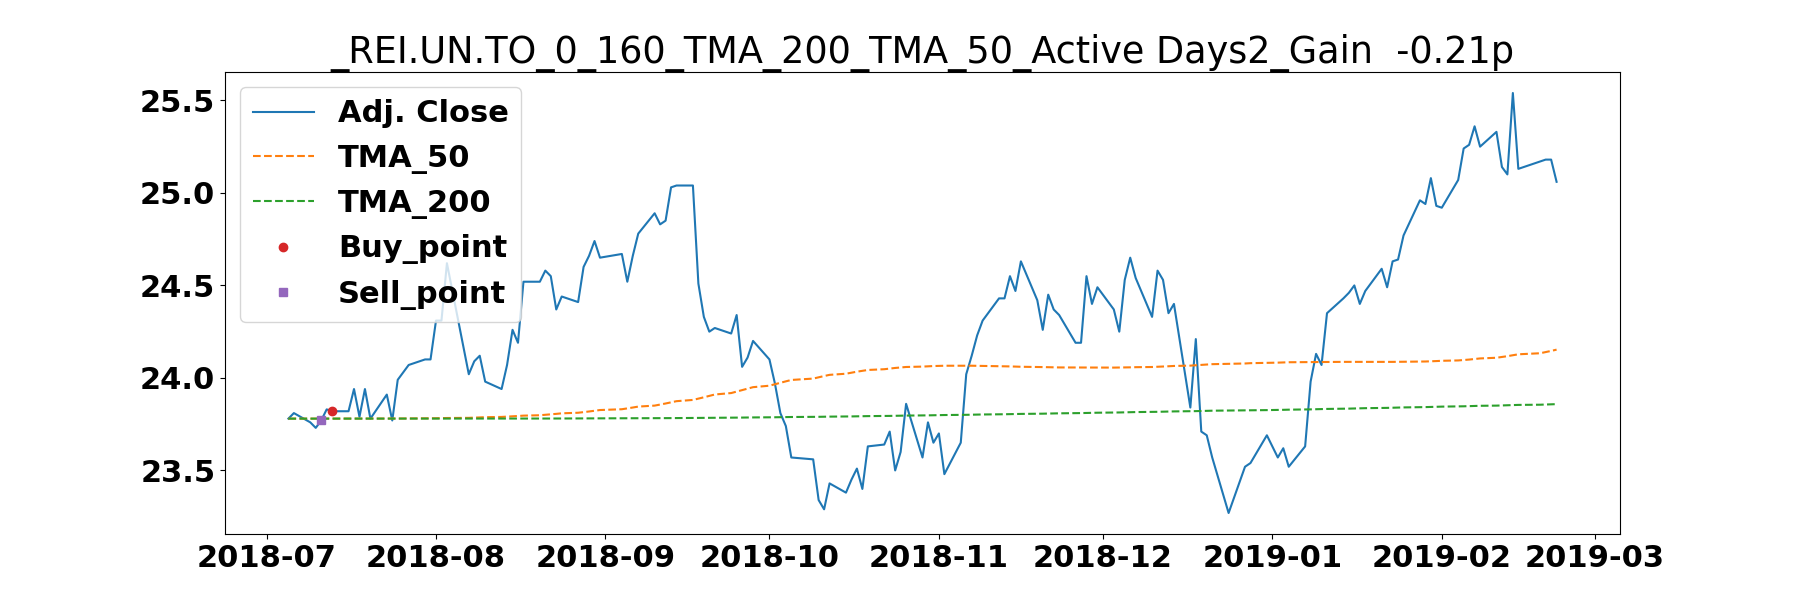 _REI.UN.TO_0_160_TMA_200_TMA_50_Active Days2_Gain  -0.21p
25.5
25.0
24.5
24.0
23.5
Adj. Close
TMA_50
TMA_200
Buy_point
Sell_point
2018-07 2018-08 2018-09 2018-10 2018-11 2018-12 2019-01 2019-02 2019-03